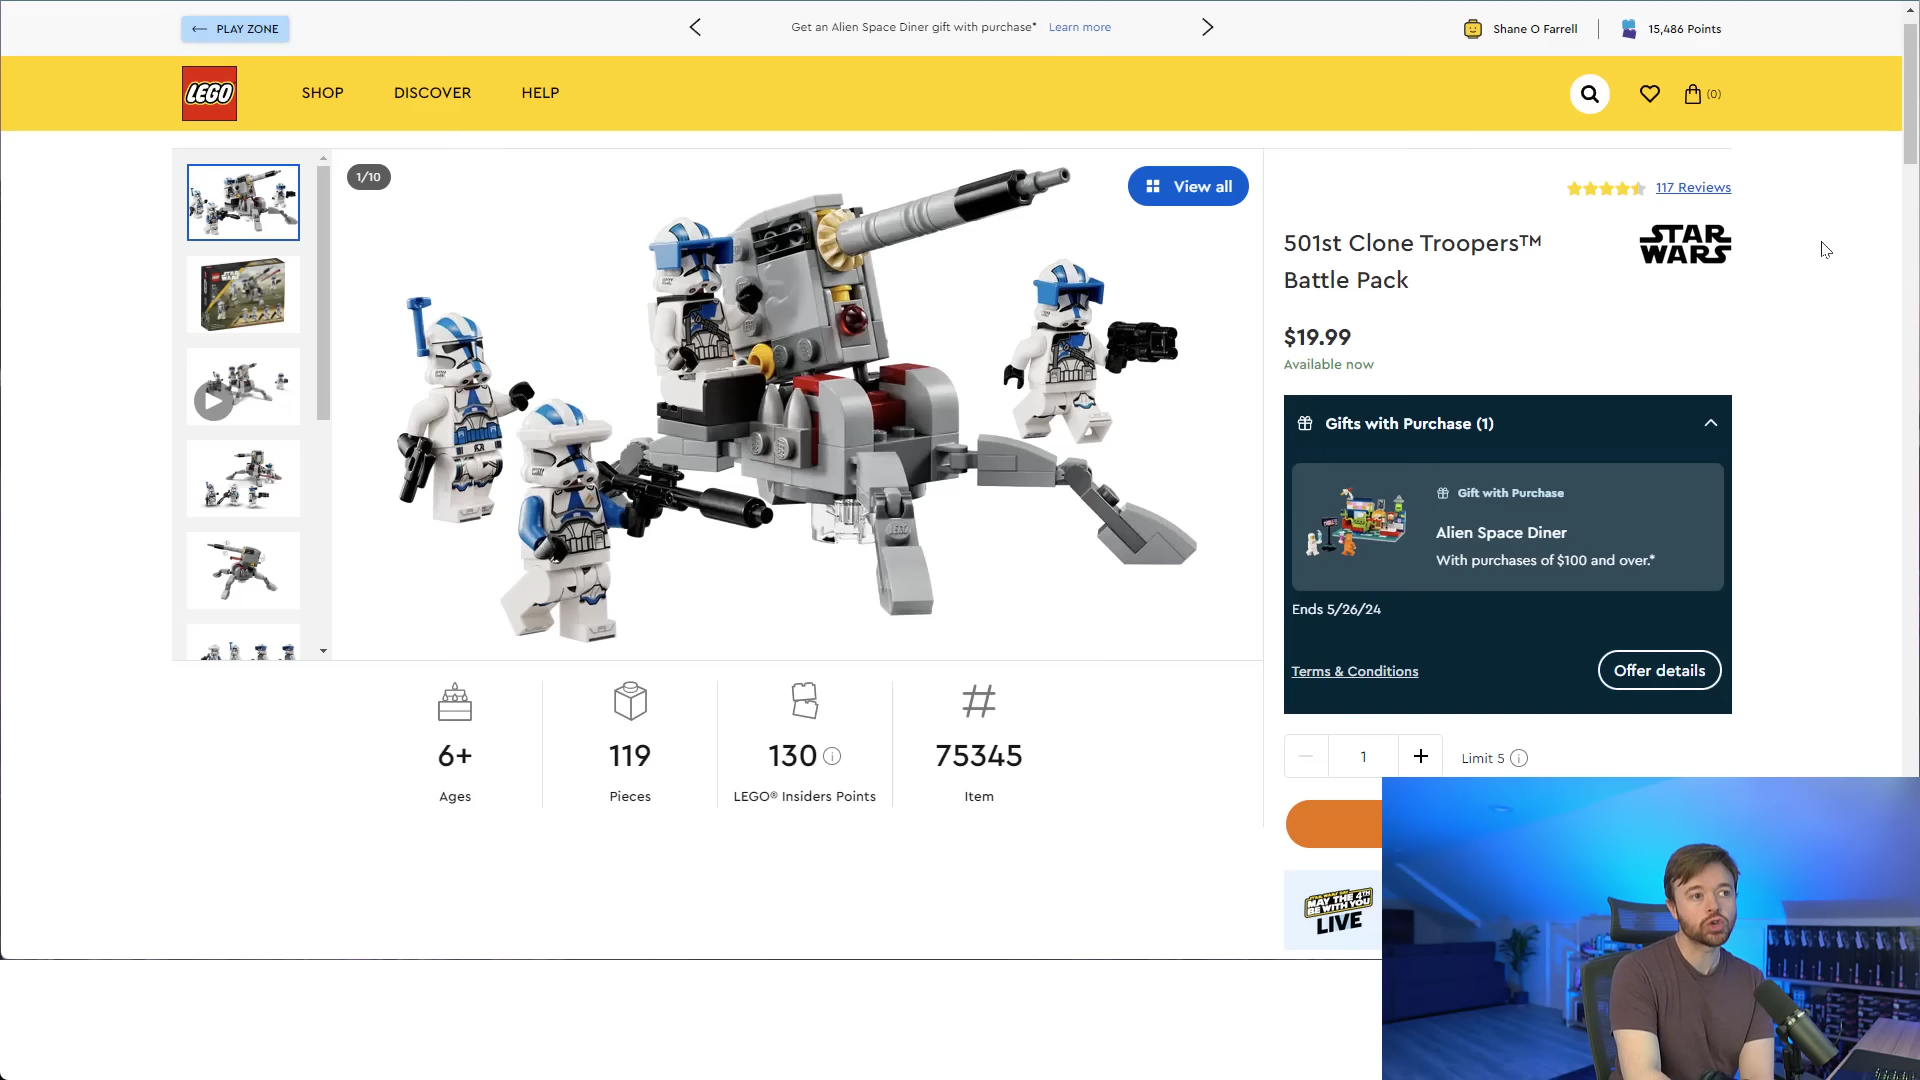 PLAY ZONE
Get an Alien Space Diner gift with purchase* Learn more
Shane O Farrell
15,486 Points
LEGO
SHOP
DISCOVER
HELP
(0)
1/10
View all
117 Reviews
501st Clone Troopers™
Battle Pack
STAR
WARS
$19.99
Available now
Gifts with Purchase (1)
Gift with Purchase
Alien Space Diner
With purchases of $100 and over.*
Ends 5/26/24
Terms & Conditions
Offer details
6+
Ages
119
Pieces
130
LEGO® Insiders Points
#
75345
Item
1
Limit 5
MAY THE 4TH
BE WITH YOU
LIVE